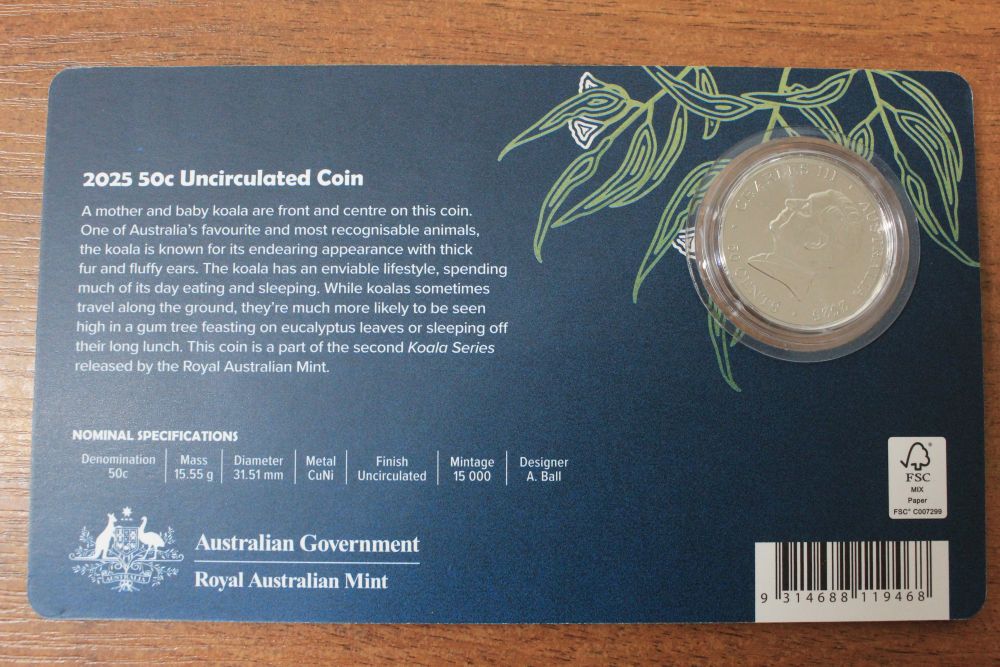 2025 50c Uncirculated Coin
A mother and baby koala are front and centre on this coin.
One of Australia's favourite and most recognisable animals,
the koala is known for its endearing appearance with thick
fur and fluffy ears. The koala has an enviable lifestyle, spending
much of its day eating and sleeping. While koalas sometimes
travel along the ground, they're much more likely to be seen
high in a gum tree feasting on eucalyptus leaves or sleeping off
their long lunch. This coin is a part of the second Koala Series
released by the Royal Australian Mint.
CHARLES III · AUSTRALIA 2025 · 50 CENTS
NOMINAL SPECIFICATIONS
Denomination Mass Diameter Metal Finish Mintage Designer
50c 15.55 g 31.51 mm CuNi Uncirculated 15 000 A. Ball
AUSTRALIA
Australian Government
Royal Australian Mint
FSC
MIX
Paper
FSC® C007299
9 314688 119468